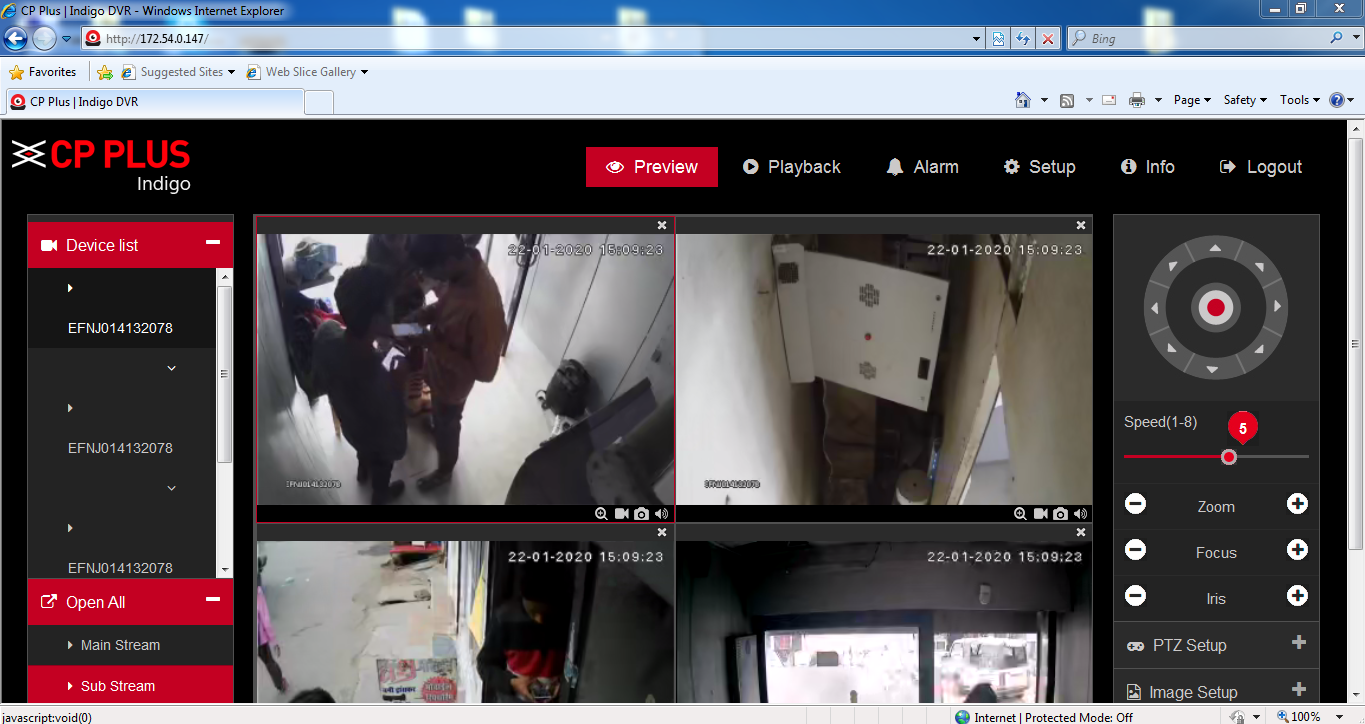 CP Plus | Indigo DVR - Windows Internet Explorer
http://172.54.0.147/
Bing
Favorites
Suggested Sites
Web Slice Gallery
CP Plus | Indigo DVR
Page
Safety
Tools
CP PLUS
Indigo
Preview
Playback
Alarm
Setup
Info
Logout
Device list
EFNJ014132078
EFNJ014132078
EFNJ014132078
Open All
Main Stream
Sub Stream
22-01-2020 15:09:23
22-01-2020 15:09:23
22-01-2020 15:09:23
22-01-2020 15:09:23
Speed(1-8)
5
Zoom
Focus
Iris
PTZ Setup
Image Setup
javascript:void(0)
Internet | Protected Mode: Off
100%